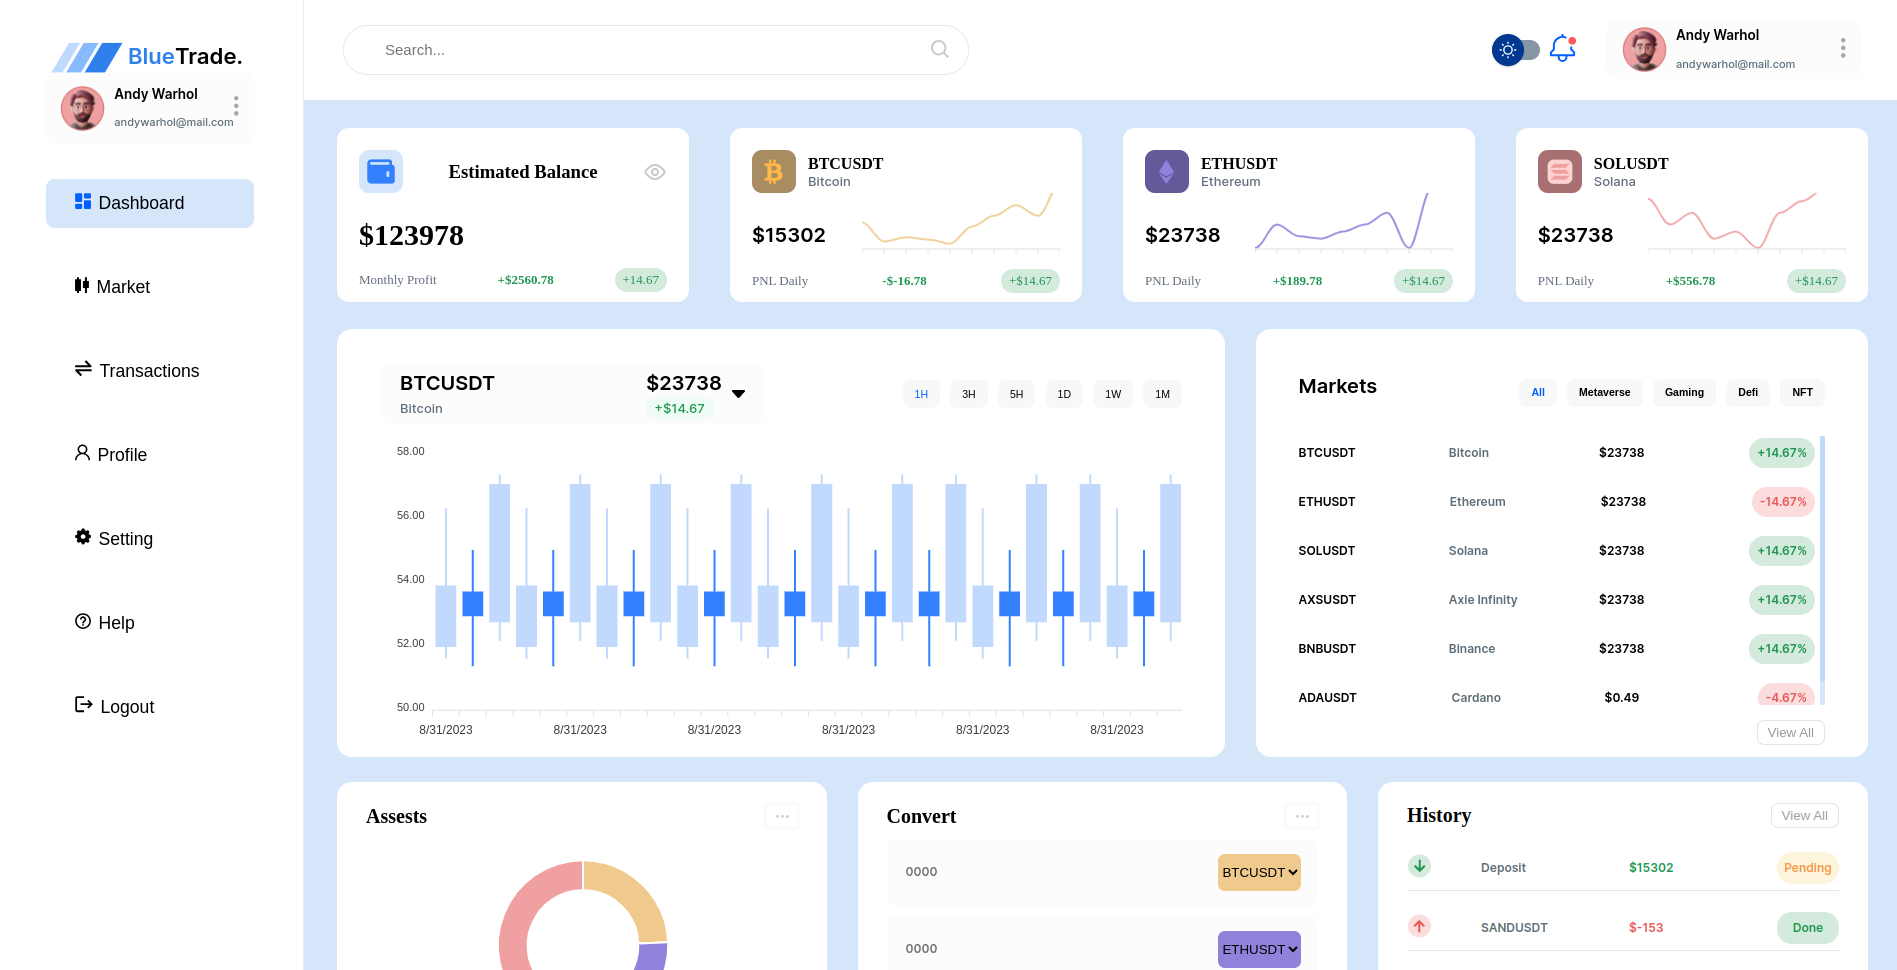 BlueTrade.
Andy Warhol
andywarhol@mail.com
Dashboard
Market
Transactions
Profile
Setting
Help
Logout
Search...
Andy Warhol
andywarhol@mail.com
Estimated Balance
$123978
Monthly Profit +$2560.78 +14.67
BTCUSDT
Bitcoin
$15302
PNL Daily -$-16.78 +$14.67
ETHUSDT
Ethereum
$23738
PNL Daily +$189.78 +$14.67
SOLUSDT
Solana
$23738
PNL Daily +$556.78 +$14.67
BTCUSDT $23738
Bitcoin +$14.67
1H 3H 5H 1D 1W 1M
58.00
56.00
54.00
52.00
50.00
8/31/2023 8/31/2023 8/31/2023 8/31/2023 8/31/2023 8/31/2023
Markets All Metaverse Gaming Defi NFT
BTCUSDT Bitcoin $23738 +14.67%
ETHUSDT Ethereum $23738 -14.67%
SOLUSDT Solana $23738 +14.67%
AXSUSDT Axie Infinity $23738 +14.67%
BNBUSDT Binance $23738 +14.67%
ADAUSDT Cardano $0.49 -4.67%
View All
Assests
Convert
0000 BTCUSDT
0000 ETHUSDT
History View All
Deposit $15302 Pending
SANDUSDT $-153 Done